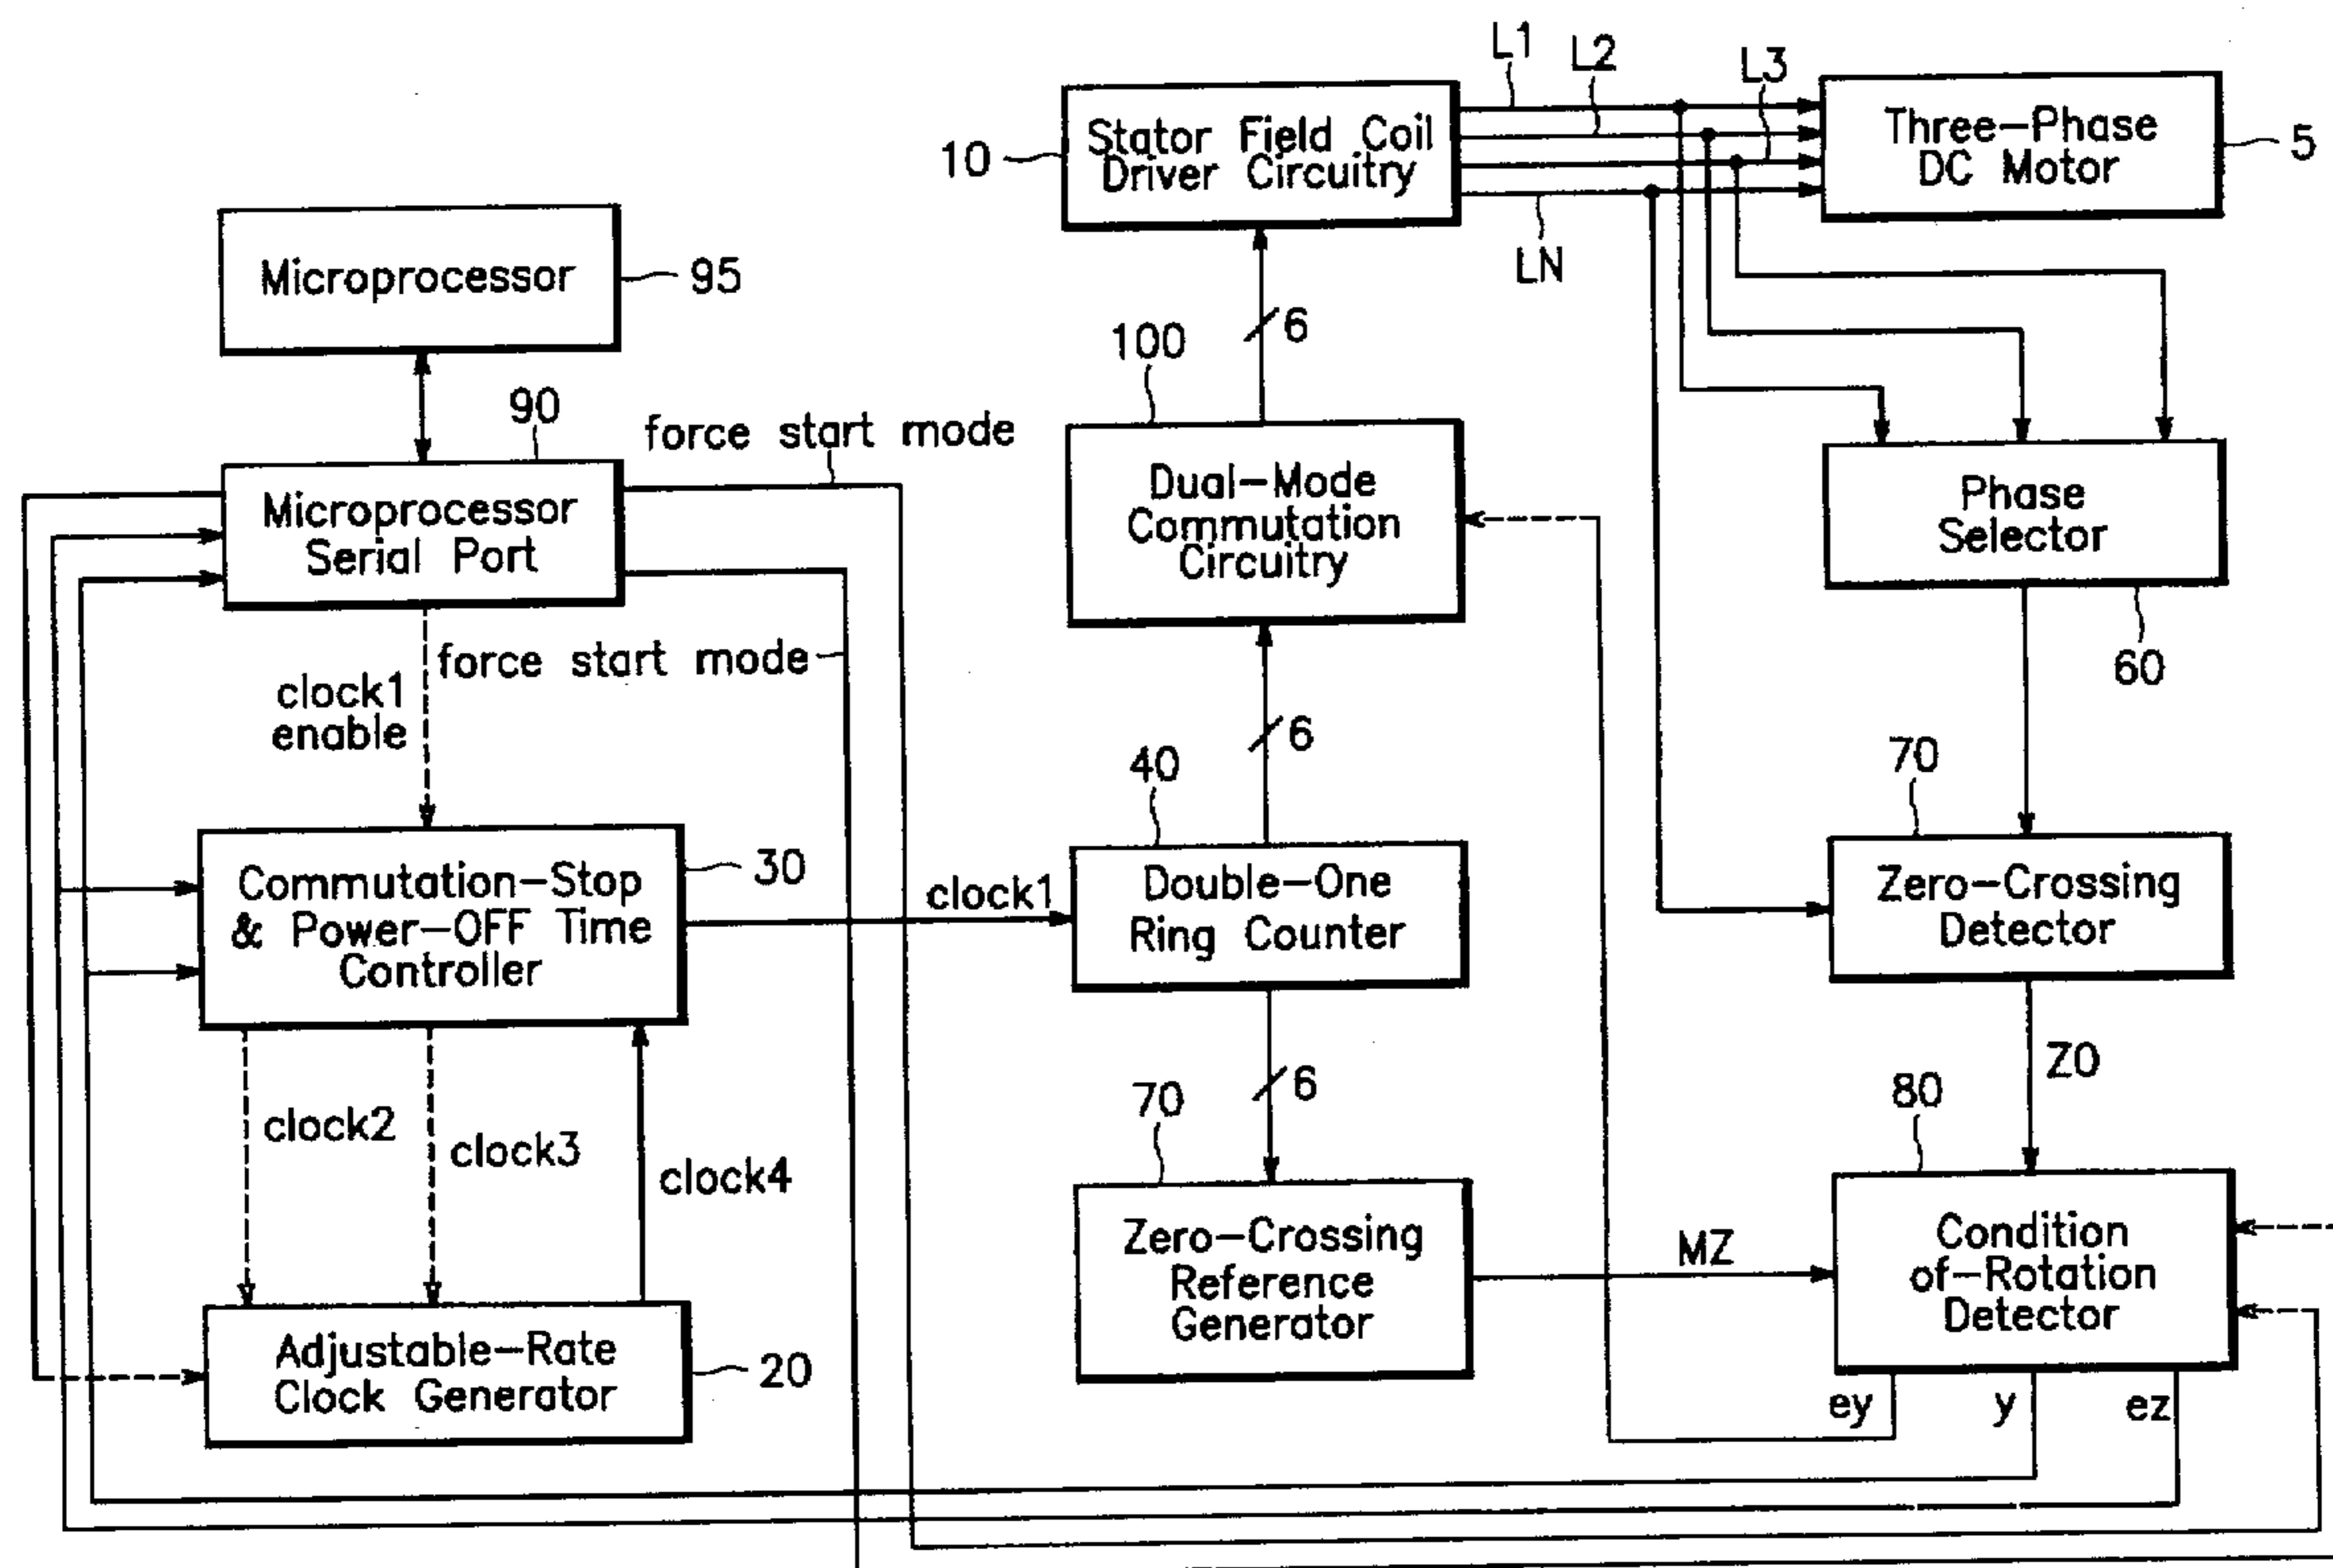 L1
L2
L3
LN
10
Stator Field Coil
Driver Circuitry
Three-Phase
DC Motor
5
Microprocessor
95
6
100
90
force start mode
Microprocessor
Serial Port
Dual-Mode
Commutation
Circuitry
Phase
Selector
60
force start mode
clock1
enable
6
40
70
Commutation-Stop
& Power-OFF Time
Controller
30
clock1
Double-One
Ring Counter
Zero-Crossing
Detector
ZO
clock2
clock3
clock4
6
70
80
Zero-Crossing
Reference
Generator
MZ
Condition
of-Rotation
Detector
Adjustable-Rate
Clock Generator
20
ey
y
ez